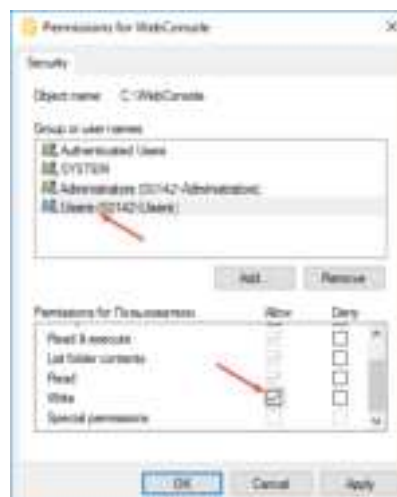 Permissions for WebConsole
Security
Object name: C:\WebConsole
Group or user names:
Authenticated Users
SYSTEM
Administrators
Users
Add...
Remove
Permissions for Пользователи
Allow
Deny
Read & execute
List folder contents
Read
Write
Special permissions
OK
Cancel
Apply